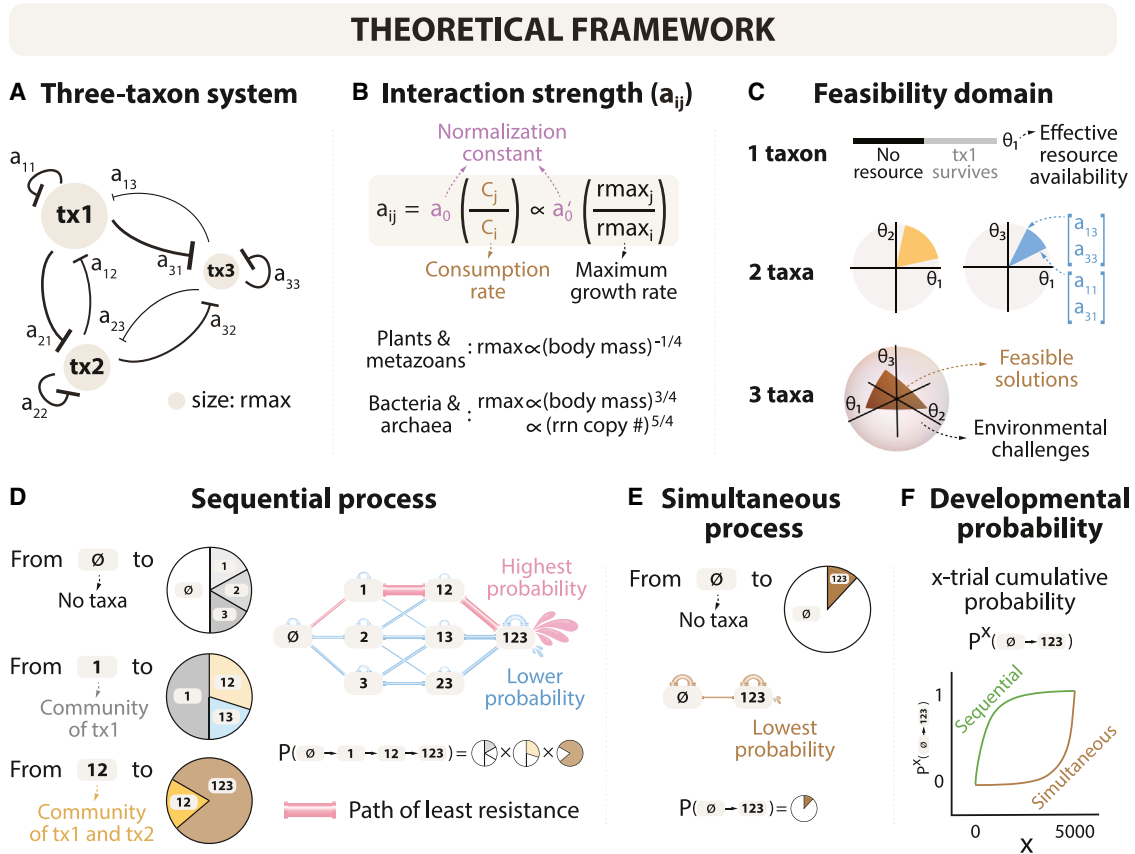 THEORETICAL FRAMEWORK
A Three-taxon system
a11
a13
tx1
a12
a31
tx3
a33
a21
a23
a32
tx2
a22
size: rmax
B Interaction strength (aij)
Normalization
constant
aij = a0 (Cj / Ci) ∝ a0′ (rmaxj / rmaxi)
Consumption
rate
Maximum
growth rate
Plants &
metazoans : rmax∝(body mass)-1/4
Bacteria &
archaea : rmax∝(body mass)3/4
∝(rrn copy #)5/4
C Feasibility domain
1 taxon
θ1
No
resource
tx1
survives
Effective
resource
availability
2 taxa
θ2
θ1
θ3
θ1
a13
a33
a11
a31
3 taxa
θ3
θ1
θ2
Feasible
solutions
Environmental
challenges
D Sequential process
From Ø to
No taxa
Ø
1
2
3
From 1 to
Community
of tx1
1
12
13
From 12 to
Community
of tx1 and tx2
123
12
Highest
probability
1 12
Ø 2 13 123
3 23
Lower
probability
P( Ø → 1 → 12 → 123 ) = × ×
Path of least resistance
E Simultaneous
process
From Ø to
No taxa
123
Ø
Ø 123
Lowest
probability
P( Ø → 123 ) =
F Developmental
probability
x-trial cumulative
probability
PX( Ø → 123 )
PX( Ø → 123 )
1
0
Sequential
Simultaneous
0 5000
X